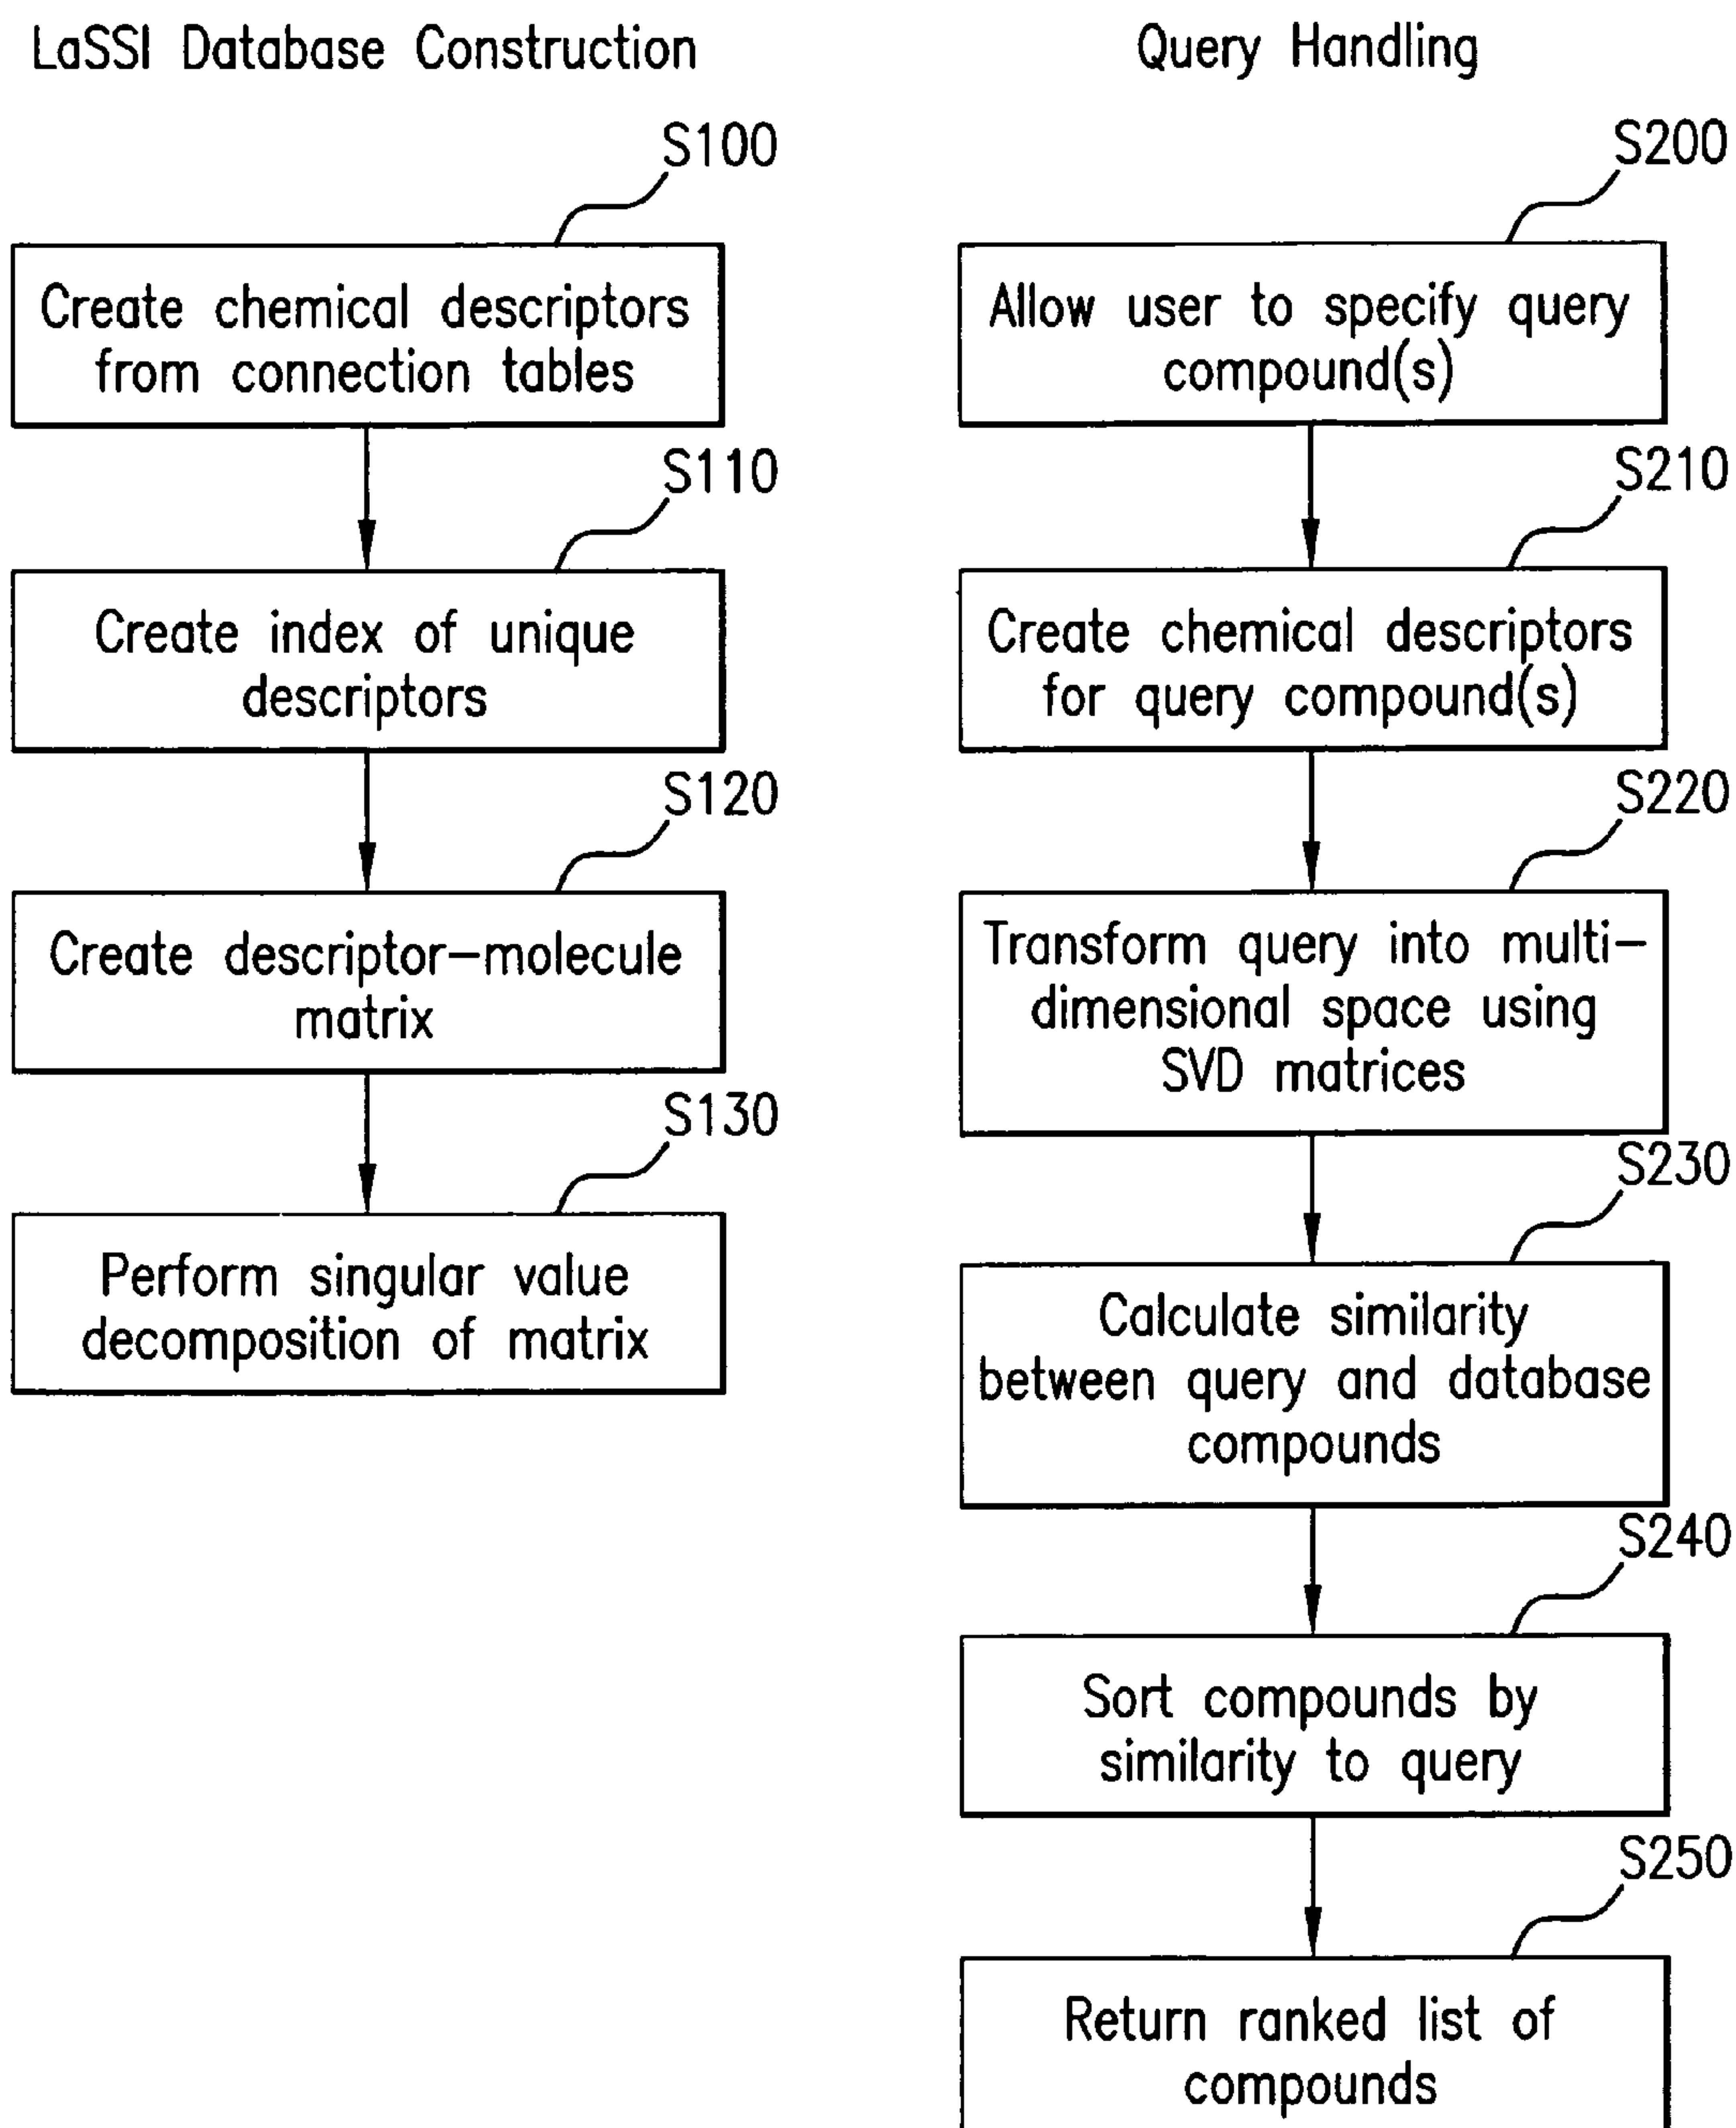 LaSSI Database Construction
S100
Create chemical descriptors
from connection tables
S110
Create index of unique
descriptors
S120
Create descriptor-molecule
matrix
S130
Perform singular value
decomposition of matrix
Query Handling
S200
Allow user to specify query
compound(s)
S210
Create chemical descriptors
for query compound(s)
S220
Transform query into multi-
dimensional space using
SVD matrices
S230
Calculate similarity
between query and database
compounds
S240
Sort compounds by
similarity to query
S250
Return ranked list of
compounds